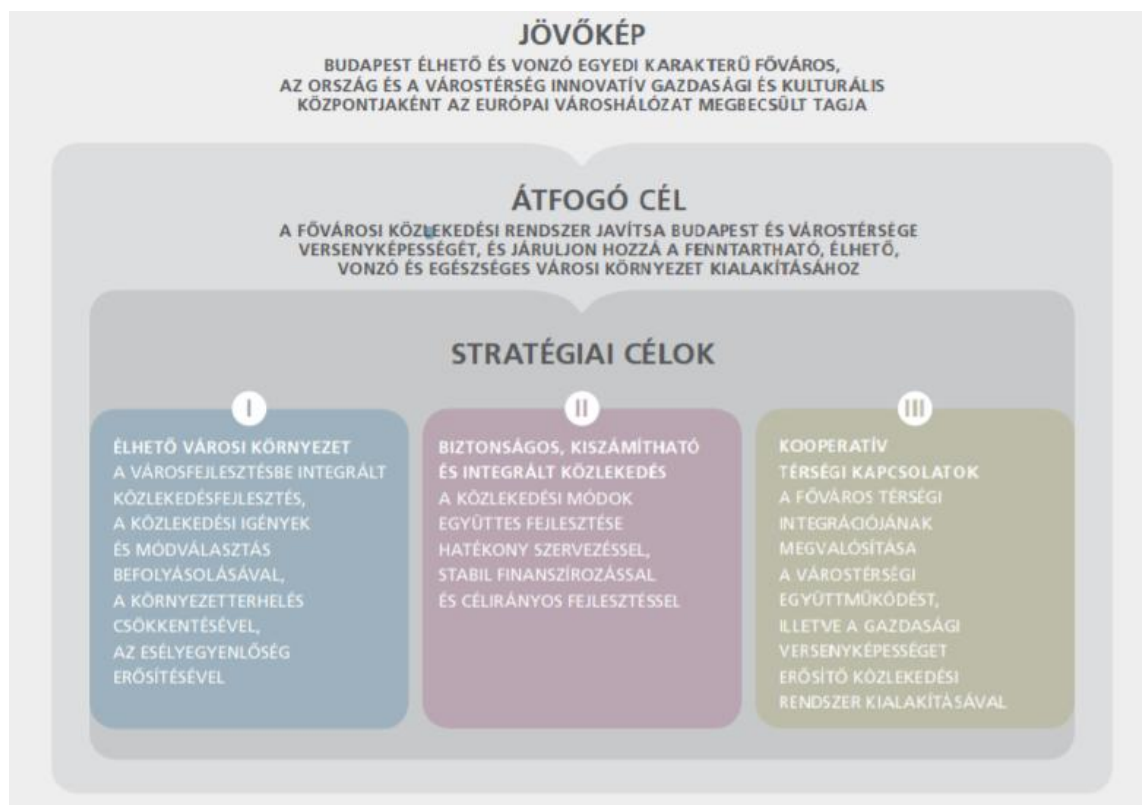 JÖVŐKÉP
BUDAPEST ÉLHETŐ ÉS VONZÓ EGYEDI KARAKTERŰ FŐVÁROS,
AZ ORSZÁG ÉS A VÁROSTÉRSÉG INNOVATÍV GAZDASÁGI ÉS KULTURÁLIS
KÖZPONTJAKÉNT AZ EURÓPAI VÁROSHÁLÓZAT MEGBECSÜLT TAGJA
ÁTFOGÓ CÉL
A FŐVÁROSI KÖZLEKEDÉSI RENDSZER JAVÍTSA BUDAPEST ÉS VÁROSTÉRSÉGE
VERSENYKÉPESSÉGÉT, ÉS JÁRULJON HOZZÁ A FENNTARTHATÓ, ÉLHETŐ,
VONZÓ ÉS EGÉSZSÉGES VÁROSI KÖRNYEZET KIALAKÍTÁSÁHOZ
STRATÉGIAI CÉLOK
I
ÉLHETŐ VÁROSI KÖRNYEZET
A VÁROSFEJLESZTÉSBE INTEGRÁLT
KÖZLEKEDÉSFEJLESZTÉS,
A KÖZLEKEDÉSI IGÉNYEK
ÉS MÓDVÁLASZTÁS
BEFOLYÁSOLÁSÁVAL,
A KÖRNYEZETTERHELÉS
CSÖKKENTÉSÉVEL,
AZ ESÉLYEGYENLŐSÉG
ERŐSÍTÉSÉVEL
II
BIZTONSÁGOS, KISZÁMÍTHATÓ
ÉS INTEGRÁLT KÖZLEKEDÉS
A KÖZLEKEDÉSI MÓDOK
EGYÜTTES FEJLESZTÉSE
HATÉKONY SZERVEZÉSSEL,
STABIL FINANSZÍROZÁSSAL
ÉS CÉLIRÁNYOS FEJLESZTÉSSEL
III
KOOPERATÍV
TÉRSÉGI KAPCSOLATOK
A FŐVÁROS TÉRSÉGI
INTEGRÁCIÓJÁNAK
MEGVALÓSÍTÁSA
A VÁROSTÉRSÉGI
EGYÜTTMŰKÖDÉST,
ILLETVE A GAZDASÁGI
VERSENYKÉPESSÉGET
ERŐSÍTŐ KÖZLEKEDÉSI
RENDSZER KIALAKÍTÁSÁVAL